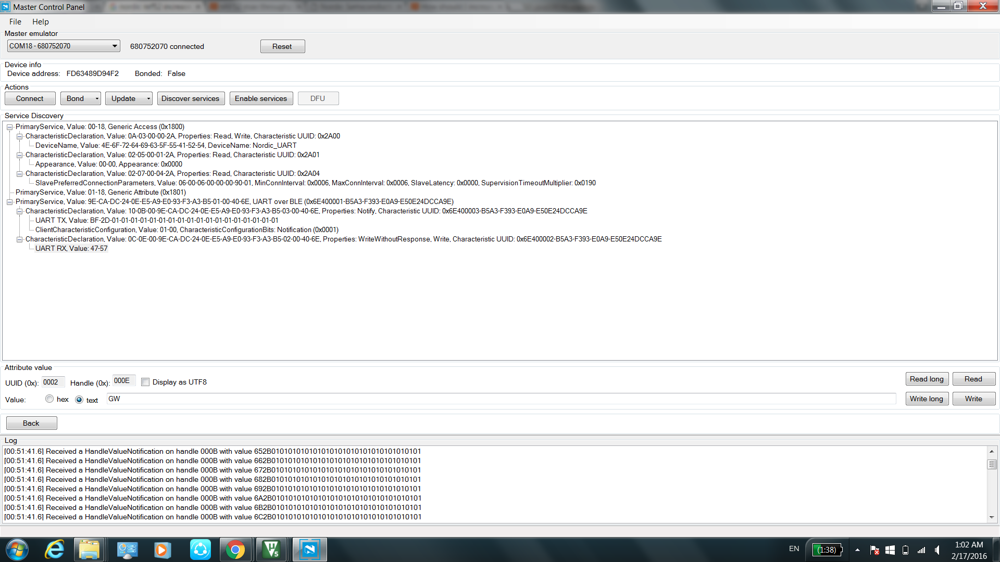 Master Control Panel
File Help
Master emulator
COM18 - 680752070 680752070 connected Reset
Device info
Device address: FD63489D94F2 Bonded: False
Actions
Connect Bond Update Discover services Enable services DFU
Service Discovery
PrimaryService, Value: 00-18, Generic Access (0x1800)
CharacteristicDeclaration, Value: 0A-03-00-00-2A, Properties: Read, Write, Characteristic UUID: 0x2A00
DeviceName, Value: 4E-6F-72-64-69-63-5F-55-41-52-54, DeviceName: Nordic_UART
CharacteristicDeclaration, Value: 02-05-00-01-2A, Properties: Read, Characteristic UUID: 0x2A01
Appearance, Value: 00-00, Appearance: 0x0000
CharacteristicDeclaration, Value: 02-07-00-04-2A, Properties: Read, Characteristic UUID: 0x2A04
SlavePreferredConnectionParameters, Value: 06-00-06-00-00-00-90-01, MinConnInterval: 0x0006, MaxConnInterval: 0x0006, SlaveLatency: 0x0000, SupervisionTimeoutMultiplier: 0x0190
PrimaryService, Value: 01-18, Generic Attribute (0x1801)
PrimaryService, Value: 9E-CA-DC-24-0E-E5-A9-E0-93-F3-A3-B5-01-00-40-6E, UART over BLE (0x6E400001-B5A3-F393-E0A9-E50E24DCCA9E)
CharacteristicDeclaration, Value: 10-0B-00-9E-CA-DC-24-0E-E5-A9-E0-93-F3-A3-B5-03-00-40-6E, Properties: Notify, Characteristic UUID: 0x6E400003-B5A3-F393-E0A9-E50E24DCCA9E
UART TX, Value: BF-2D-01-01-01-01-01-01-01-01-01-01-01-01-01-01-01-01-01-01
ClientCharacteristicConfiguration, Value: 01-00, CharacteristicConfigurationBits: Notification (0x0001)
CharacteristicDeclaration, Value: 0C-0E-00-9E-CA-DC-24-0E-E5-A9-E0-93-F3-A3-B5-02-00-40-6E, Properties: WriteWithoutResponse, Write, Characteristic UUID: 0x6E400002-B5A3-F393-E0A9-E50E24DCCA9E
UART RX, Value: 47-57
Attribute value
UUID (0x): 0002 Handle (0x): 000E Display as UTF8 Read long Read
Value: hex text GW Write long Write
Back
Log
[00:51:41.6] Received a HandleValueNotification on handle 000B with value 652B010101010101010101010101010101010101
[00:51:41.6] Received a HandleValueNotification on handle 000B with value 662B010101010101010101010101010101010101
[00:51:41.6] Received a HandleValueNotification on handle 000B with value 672B010101010101010101010101010101010101
[00:51:41.6] Received a HandleValueNotification on handle 000B with value 682B010101010101010101010101010101010101
[00:51:41.6] Received a HandleValueNotification on handle 000B with value 692B010101010101010101010101010101010101
[00:51:41.6] Received a HandleValueNotification on handle 000B with value 6A2B010101010101010101010101010101010101
[00:51:41.6] Received a HandleValueNotification on handle 000B with value 6B2B010101010101010101010101010101010101
[00:51:41.6] Received a HandleValueNotification on handle 000B with value 6C2B010101010101010101010101010101010101
EN (1:38) 1:02 AM
2/17/2016